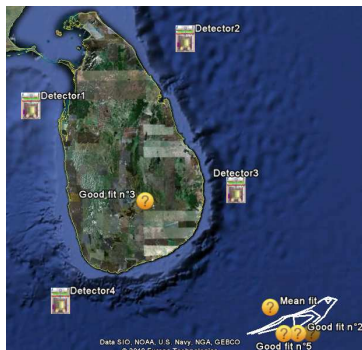 Detector2
Detector1
Detector3
Good fit n°3
Detector4
Mean fit
Good fit n°2
Good fit n°5
Data SIO, NOAA, U.S. Navy, NGA, GEBCO